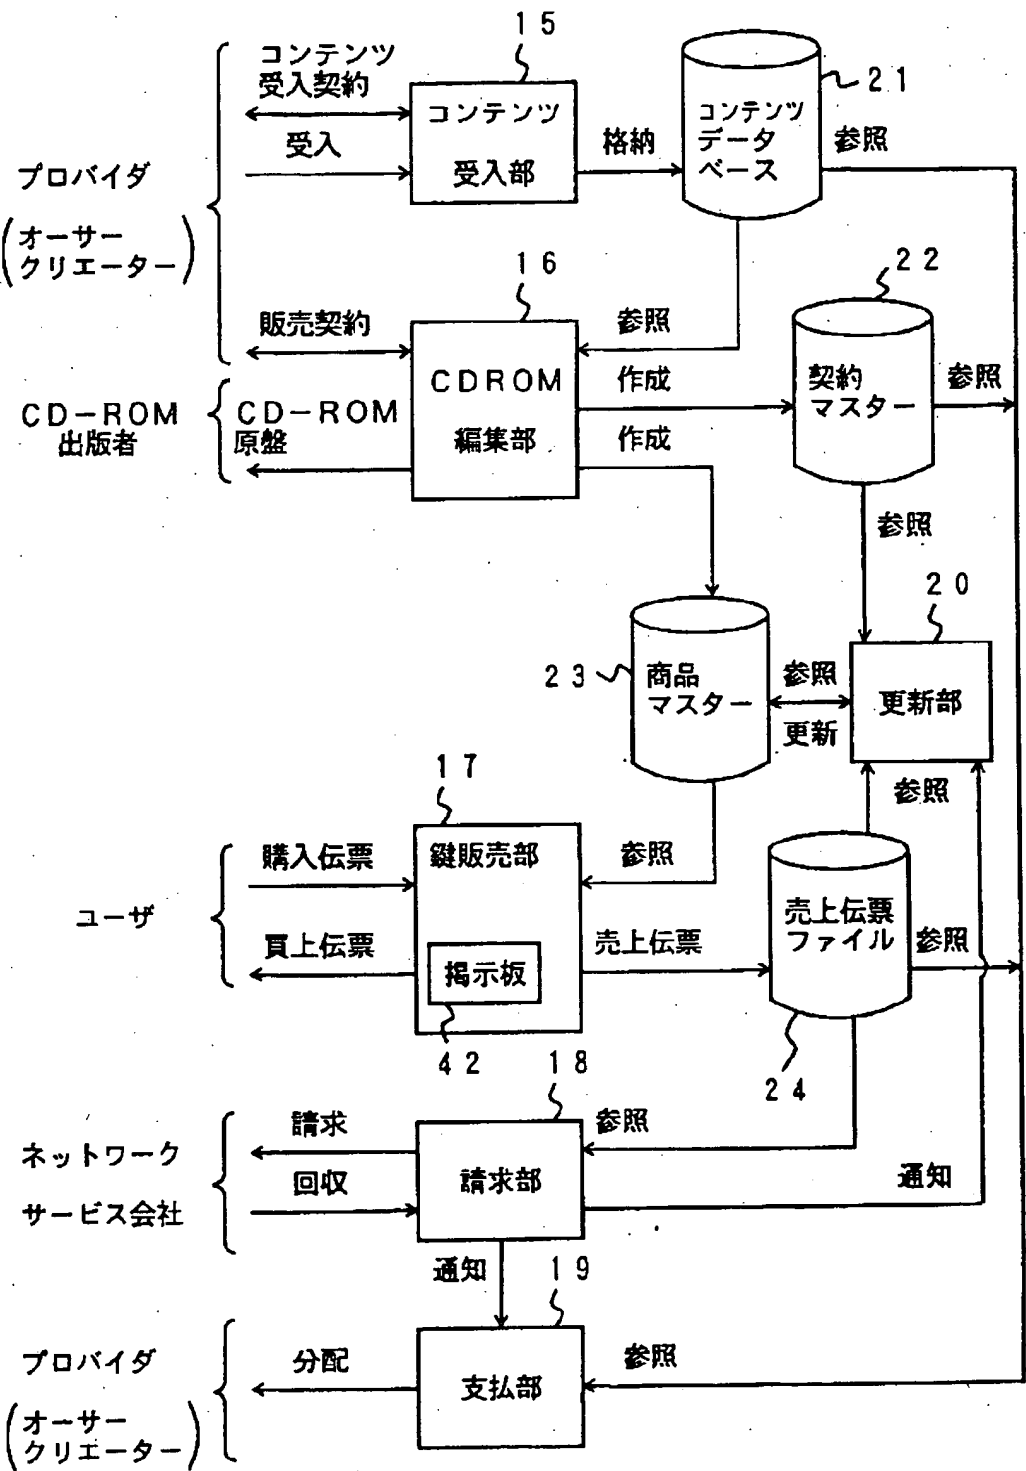 １５
コンテンツ
受入契約
２１
コンテンツ
受入部
コンテンツ
データ
ベース
受入
格納
参照
プロバイダ
(オーサー
クリエーター)
１６
２２
販売契約
参照
ＣＤＲＯＭ
編集部
作成
契約
マスター
参照
ＣＤ－ＲＯＭ
出版者
ＣＤ－ＲＯＭ
原盤
作成
参照
２０
２３
商品
マスター
参照
更新
更新部
１７
参照
購入伝票
鍵販売部
参照
ユーザ
売上伝票
ファイル
買上伝票
掲示板
売上伝票
参照
４２
１８
２４
請求
参照
ネットワーク
サービス会社
回収
請求部
通知
通知
１９
プロバイダ
(オーサー
クリエーター)
分配
支払部
参照